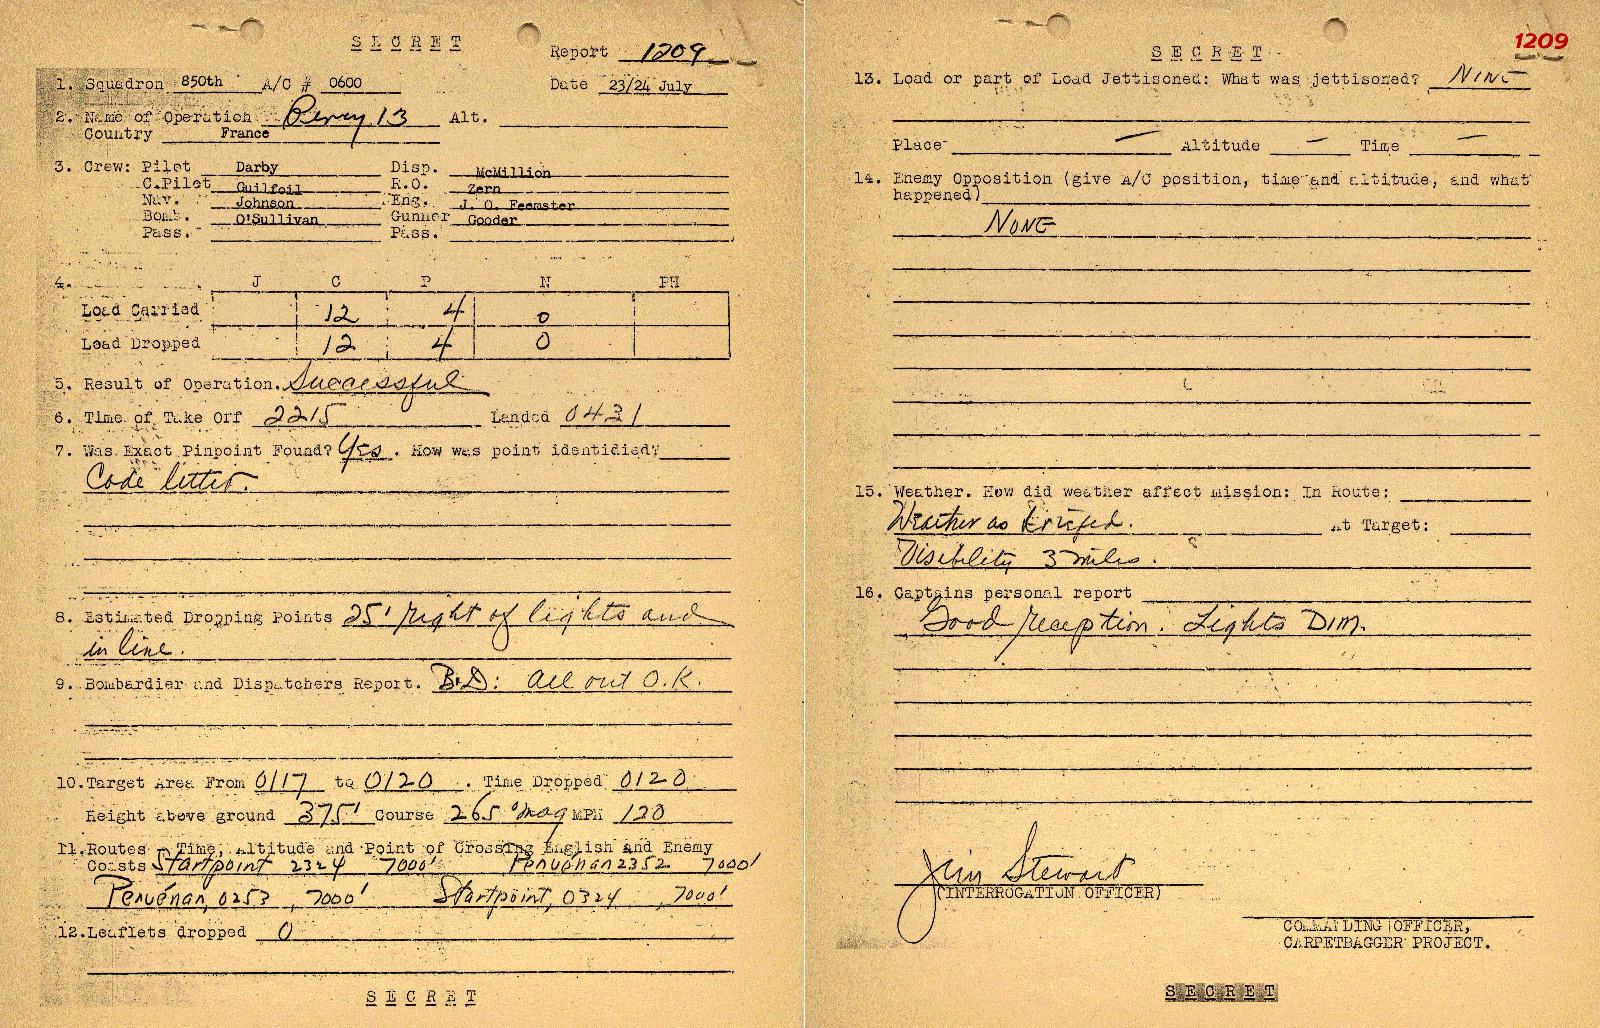 SECRET
Report 1209
1. Squadron 850th A/C # 0600 Date 23/24 July
2. Name of Operation Percy 13 Alt.
Country France
3. Crew: Pilot Darby Disp. McMillion
C.Pilot Guilfoil R.O. Zern
Nav. Johnson Eng. J. O. Feemster
Bomb. O'Sullivan Gunner Gooder
Pass. Pass.
4. J C P N PH
Load Carried 12 4 0
Load Dropped 12 4 0
5. Result of Operation. Successful
6. Time of Take Off 2215 Landed 0431
7. Was Exact Pinpoint Found? Yes. How was point identidied?
Code letter.
8. Estimated Dropping Points 25' right of lights and
in line.
9. Bombardier and Dispatchers Report. B.D: all out O.K.
10. Target Area From 0117 to 0120. Time Dropped 0120
Height above ground 375' Course 265° mag MPH 120
11. Routes Time, Altitude and Point of Crossing English and Enemy
Coasts Startpoint 2324 7000' Penvénan 2352 7000'
Penvénan, 0253, 7000' Startpoint, 0324, 7000'
12. Leaflets dropped 0
SECRET
SECRET
1209
13. Load or part of Load Jettisoned: What was jettisoned? NONE
Place — Altitude — Time —
14. Enemy Opposition (give A/C position, time and altitude, and what
happened)
NONE
15. Weather. How did weather affect mission: In Route:
Weather as briefed. At Target:
Visibility 3 miles.
16. Captains personal report
Good reception. Lights Dim.
Jim Stewart
(INTERROGATION OFFICER)
COMMANDING OFFICER,
CARPETBAGGER PROJECT.
SECRET